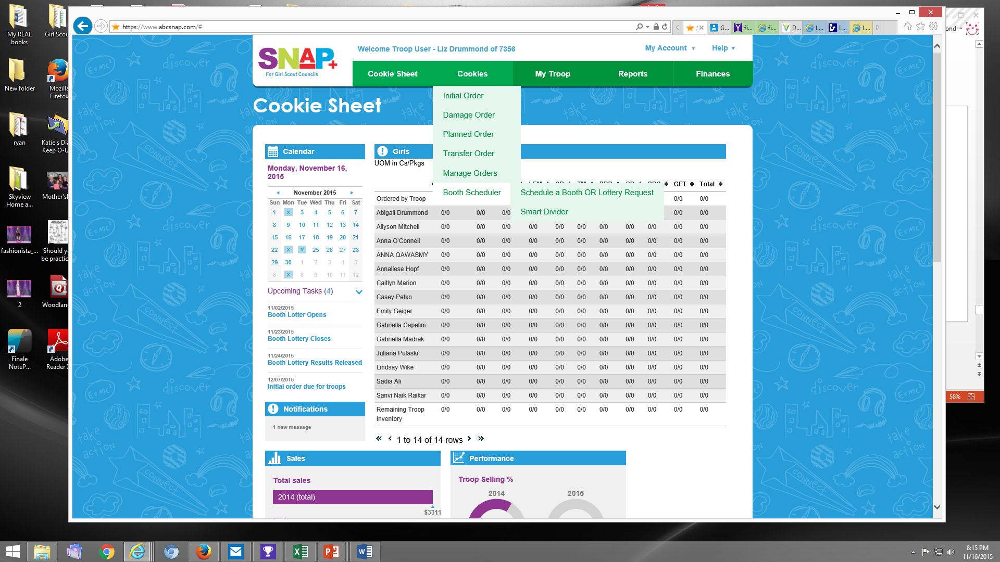 https://www.abcsnap.com/#
G...
fi...
fi...
D...
L...
L...
L...
ond
My REAL books
Girl Scou
New folder
Mozilla Firefox
ryan
Katie's Dia
Keep O-U
Skyview Home a...
Mother's
fashionista_...
Should yo
be practic
2
Woodlan
Finale NoteP...
Adobe Reader X
SNAP+
For Girl Scout Councils
Welcome Troop User - Liz Drummond of 7356
My Account
Help
Cookie Sheet
Cookies
My Troop
Reports
Finances
Initial Order
Damage Order
Planned Order
Transfer Order
Manage Orders
Booth Scheduler
Schedule a Booth OR Lottery Request
Smart Divider
Cookie Sheet
Calendar
Monday, November 16,
2015
November 2015
Sun Mon Tue Wed Thu Fri Sat
1 x 3 4 5 6 7
8 9 10 11 12 13 14
15 16 17 18 19 20 21
22 x x 25 26 27 28
29 30 1 2 3 4 5
6 x 8 9 10 11 12
Upcoming Tasks (4)
11/02/2015
Booth Lotter Opens
11/23/2015
Booth Lottery Closes
11/24/2015
Booth Lottery Results Released
12/07/2015
Initial order due for troops
Notifications
1 new message
Girls
UOM in Cs/Pkgs
GFT Total
Ordered by Troop 0/0 0/0
Abigail Drummond 0/0 0/0 0/0 0/0 0/0
Allyson Mitchell 0/0 0/0 0/0 0/0 0/0 0/0 0/0 0/0 0/0 0/0 0/0
Anna O'Connell 0/0 0/0 0/0 0/0 0/0 0/0 0/0 0/0 0/0 0/0 0/0
ANNA QAWASMY 0/0 0/0 0/0 0/0 0/0 0/0 0/0 0/0 0/0 0/0 0/0
Annaliese Hopf 0/0 0/0 0/0 0/0 0/0 0/0 0/0 0/0 0/0 0/0 0/0
Caitlyn Marion 0/0 0/0 0/0 0/0 0/0 0/0 0/0 0/0 0/0 0/0 0/0
Casey Petko 0/0 0/0 0/0 0/0 0/0 0/0 0/0 0/0 0/0 0/0 0/0
Emily Geiger 0/0 0/0 0/0 0/0 0/0 0/0 0/0 0/0 0/0 0/0 0/0
Gabriella Capelini 0/0 0/0 0/0 0/0 0/0 0/0 0/0 0/0 0/0 0/0 0/0
Gabriella Madrak 0/0 0/0 0/0 0/0 0/0 0/0 0/0 0/0 0/0 0/0 0/0
Juliana Pulaski 0/0 0/0 0/0 0/0 0/0 0/0 0/0 0/0 0/0 0/0 0/0
Lindsay Wike 0/0 0/0 0/0 0/0 0/0 0/0 0/0 0/0 0/0 0/0 0/0
Sadia Ali 0/0 0/0 0/0 0/0 0/0 0/0 0/0 0/0 0/0 0/0 0/0
Sanvi Naik Raikar 0/0 0/0 0/0 0/0 0/0 0/0 0/0 0/0 0/0 0/0 0/0
Remaining Troop 0/0 0/0 0/0 0/0 0/0 0/0 0/0 0/0 0/0 0/0 0/0
Inventory
1 to 14 of 14 rows
Sales
Total sales
2014 (total)
$3311
Performance
Troop Selling %
2014
2015
take action
E=mc²
discover
CONNECT
58%
8:15 PM
11/16/2015